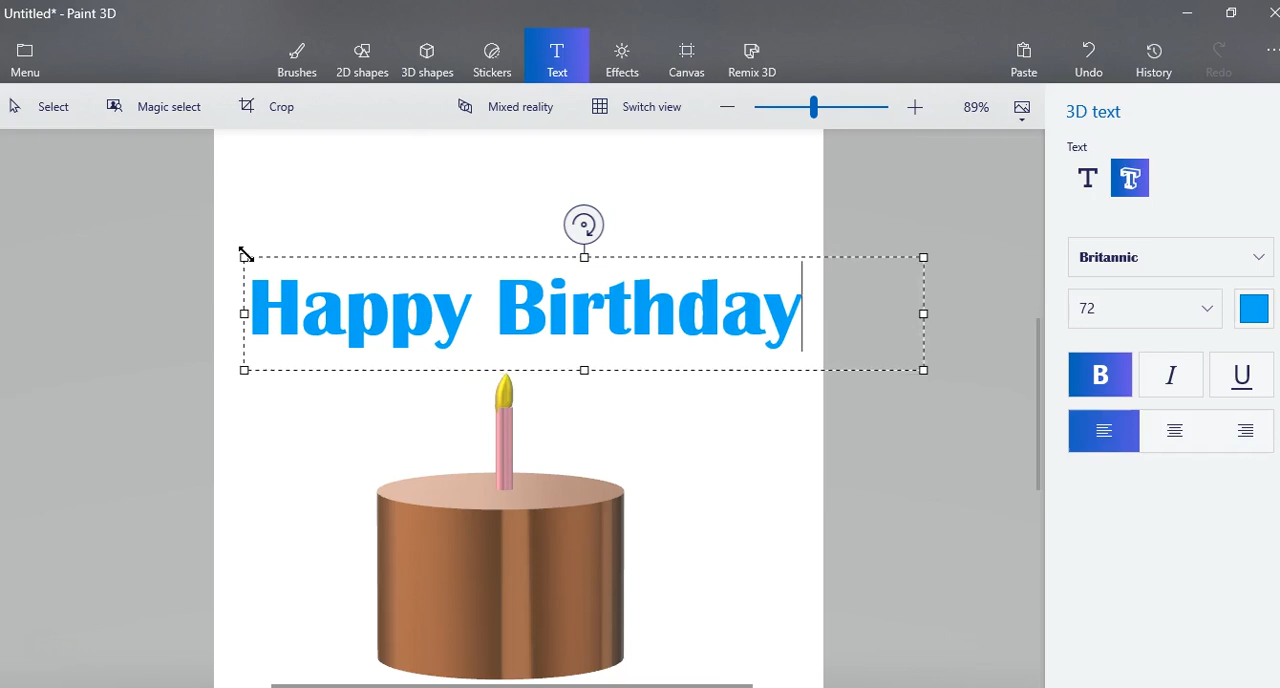 Untitled* - Paint 3D
Menu
Brushes
2D shapes
3D shapes
Stickers
T
Text
Effects
Canvas
Remix 3D
Paste
Undo
History
Redo
Select
Magic select
Crop
Mixed reality
Switch view
89%
3D text
Text
T
T
Britannic
72
B
I
U
Happy Birthday